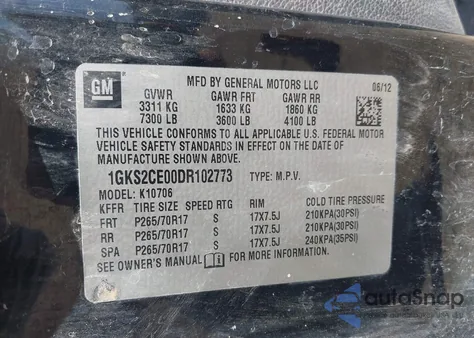 MFD BY GENERAL MOTORS LLC 06/12
GM
GVWR GAWR FRT GAWR RR
3311 KG 1633 KG 1860 KG
7300 LB 3600 LB 4100 LB
THIS VEHICLE CONFORMS TO ALL APPLICABLE U.S. FEDERAL MOTOR
VEHICLE SAFETY STANDARDS IN EFFECT ON THE DATE OF
MANUFACTURE SHOWN ABOVE.
1GKS2CE00DR102773 TYPE: M.P.V.
MODEL: K10706
KFFR TIRE SIZE SPEED RTG RIM COLD TIRE PRESSURE
FRT P265/70R17 S 17X7.5J 210KPA(30PSI)
RR P265/70R17 S 17X7.5J 210KPA(30PSI)
SPA P265/70R17 S 17X7.5J 240KPA(35PSI)
SEE OWNER'S MANUAL FOR MORE INFORMATION
autoSnap